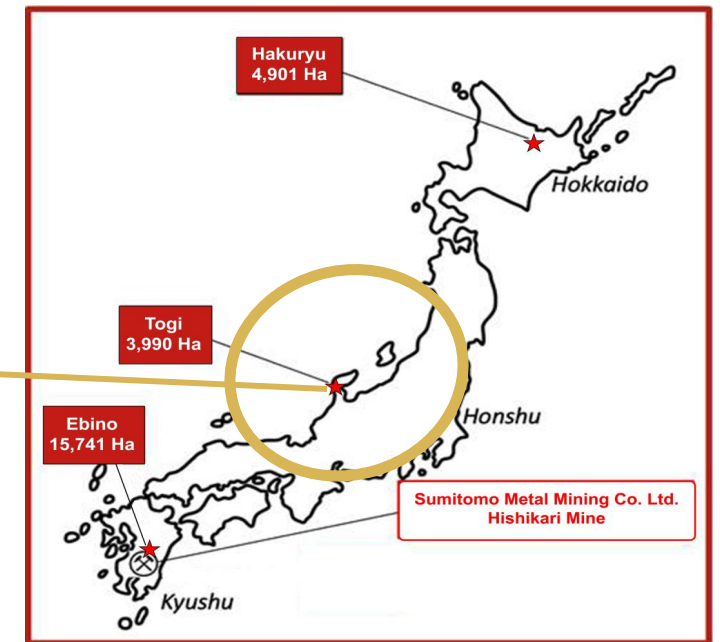 Hakuryu
4,901 Ha
Hokkaido
Togi
3,990 Ha
Honshu
Ebino
15,741 Ha
Sumitomo Metal Mining Co. Ltd.
Hishikari Mine
Kyushu